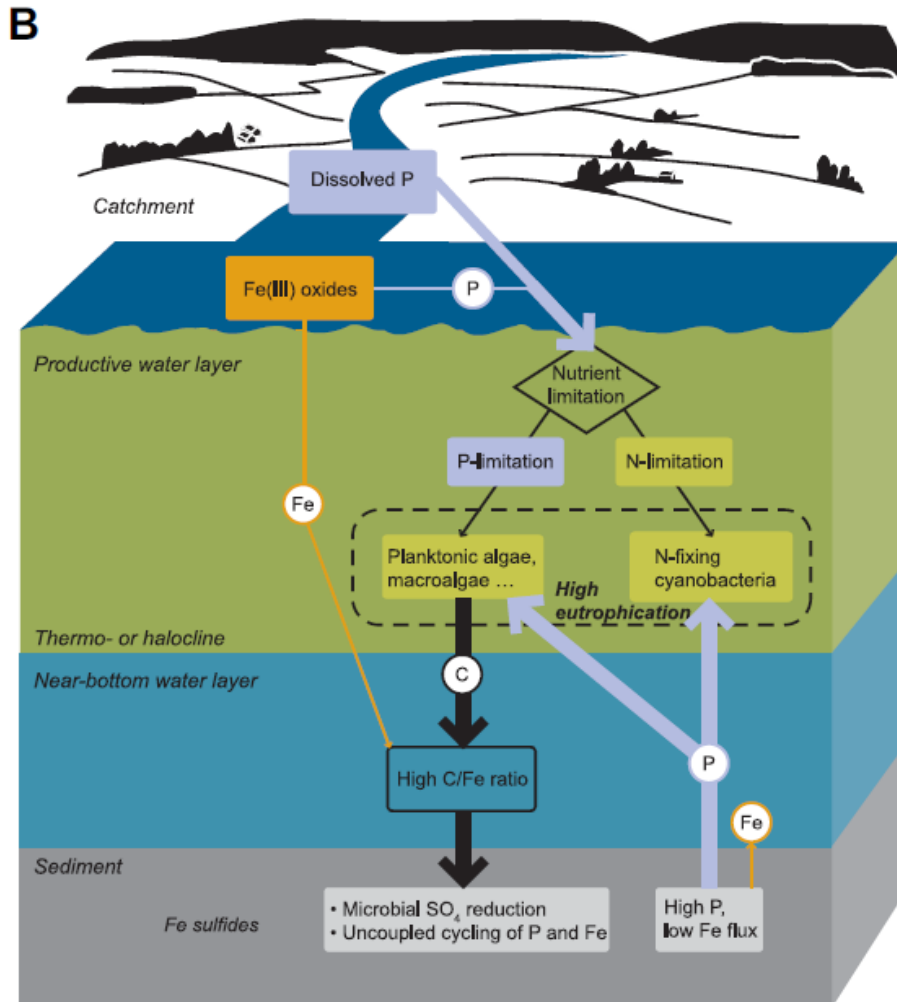 B
Dissolved P
Catchment
Fe(III) oxides
P
Productive water layer
Nutrient
limitation
P-limitation
N-limitation
Fe
Planktonic algae,
macroalgae ...
N-fixing
cyanobacteria
High
eutrophication
Thermo- or halocline
Near-bottom water layer
C
P
High C/Fe ratio
Fe
Sediment
Fe sulfides
• Microbial SO₄ reduction
• Uncoupled cycling of P and Fe
High P,
low Fe flux